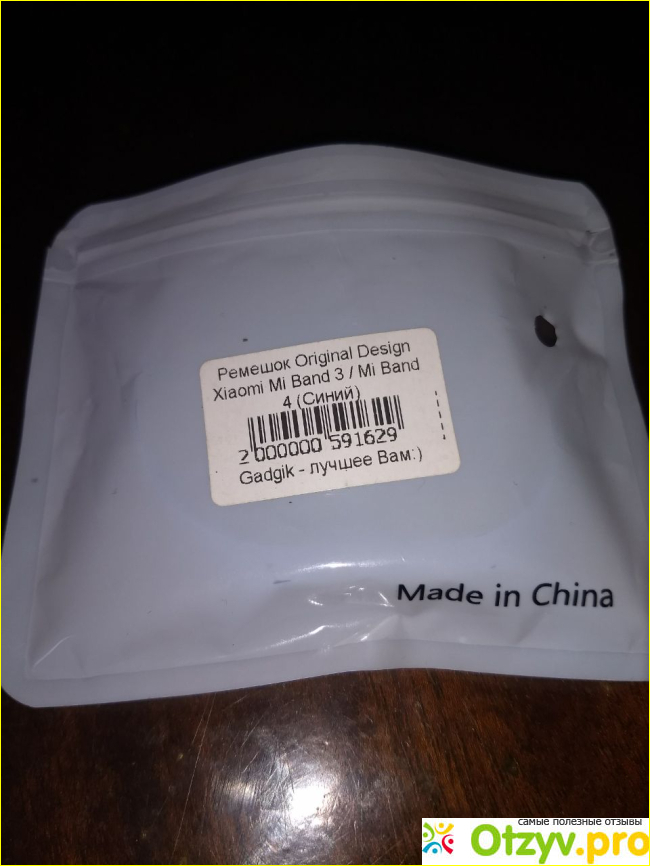 Ремешок Original Design
Xiaomi Mi Band 3 / Mi Band
4 (Синий)
2 000000 591629
Gadgik - лучшее Вам:)
Made in China
самые полезные отзывы
Otzyv.pro